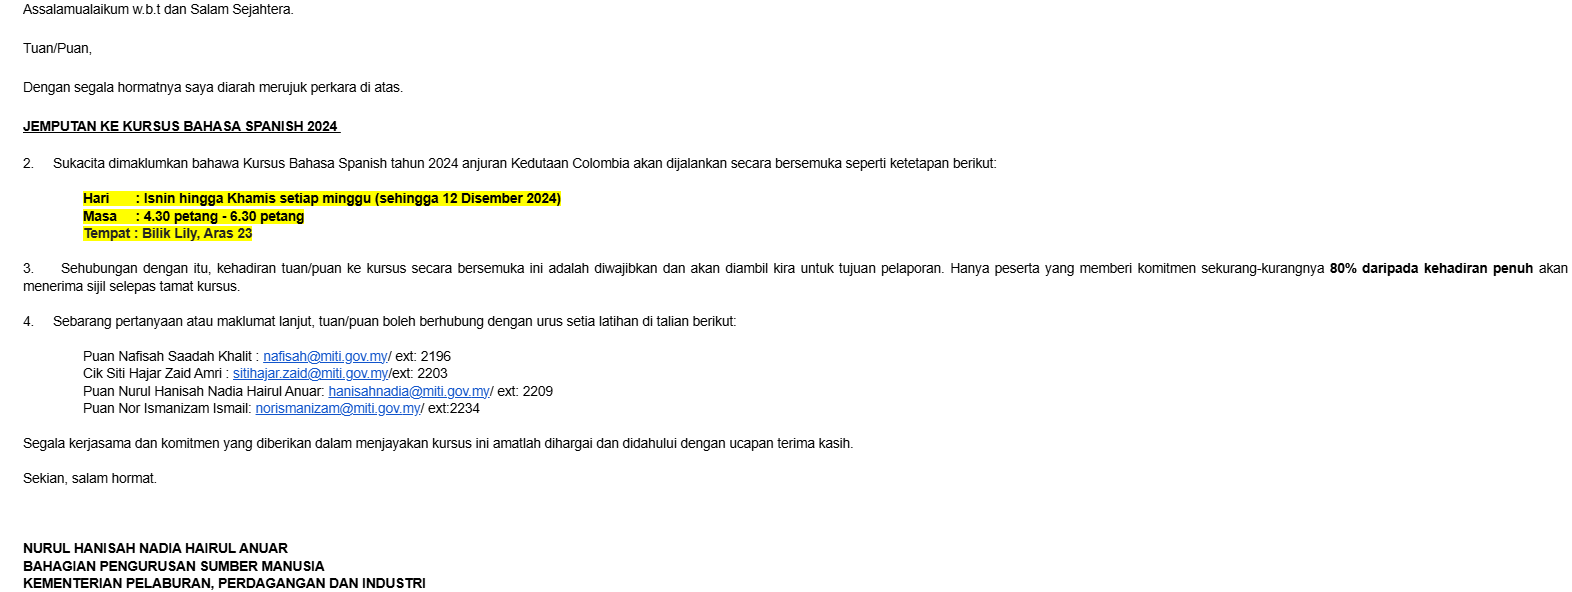 Assalamualaikum w.b.t dan Salam Sejahtera.
Tuan/Puan,
Dengan segala hormatnya saya diarah merujuk perkara di atas.
JEMPUTAN KE KURSUS BAHASA SPANISH 2024
2. Sukacita dimaklumkan bahawa Kursus Bahasa Spanish tahun 2024 anjuran Kedutaan Colombia akan dijalankan secara bersemuka seperti ketetapan berikut:
Hari : Isnin hingga Khamis setiap minggu (sehingga 12 Disember 2024)
Masa : 4.30 petang - 6.30 petang
Tempat : Bilik Lily, Aras 23
3. Sehubungan dengan itu, kehadiran tuan/puan ke kursus secara bersemuka ini adalah diwajibkan dan akan diambil kira untuk tujuan pelaporan. Hanya peserta yang memberi komitmen sekurang-kurangnya 80% daripada kehadiran penuh akan
menerima sijil selepas tamat kursus.
4. Sebarang pertanyaan atau maklumat lanjut, tuan/puan boleh berhubung dengan urus setia latihan di talian berikut:
Puan Nafisah Saadah Khalit : nafisah@miti.gov.my/ ext: 2196
Cik Siti Hajar Zaid Amri : sitihajar.zaid@miti.gov.my/ext: 2203
Puan Nurul Hanisah Nadia Hairul Anuar: hanisahnadia@miti.gov.my/ ext: 2209
Puan Nor Ismanizam Ismail: norismanizam@miti.gov.my/ ext:2234
Segala kerjasama dan komitmen yang diberikan dalam menjayakan kursus ini amatlah dihargai dan didahului dengan ucapan terima kasih.
Sekian, salam hormat.
NURUL HANISAH NADIA HAIRUL ANUAR
BAHAGIAN PENGURUSAN SUMBER MANUSIA
KEMENTERIAN PELABURAN, PERDAGANGAN DAN INDUSTRI